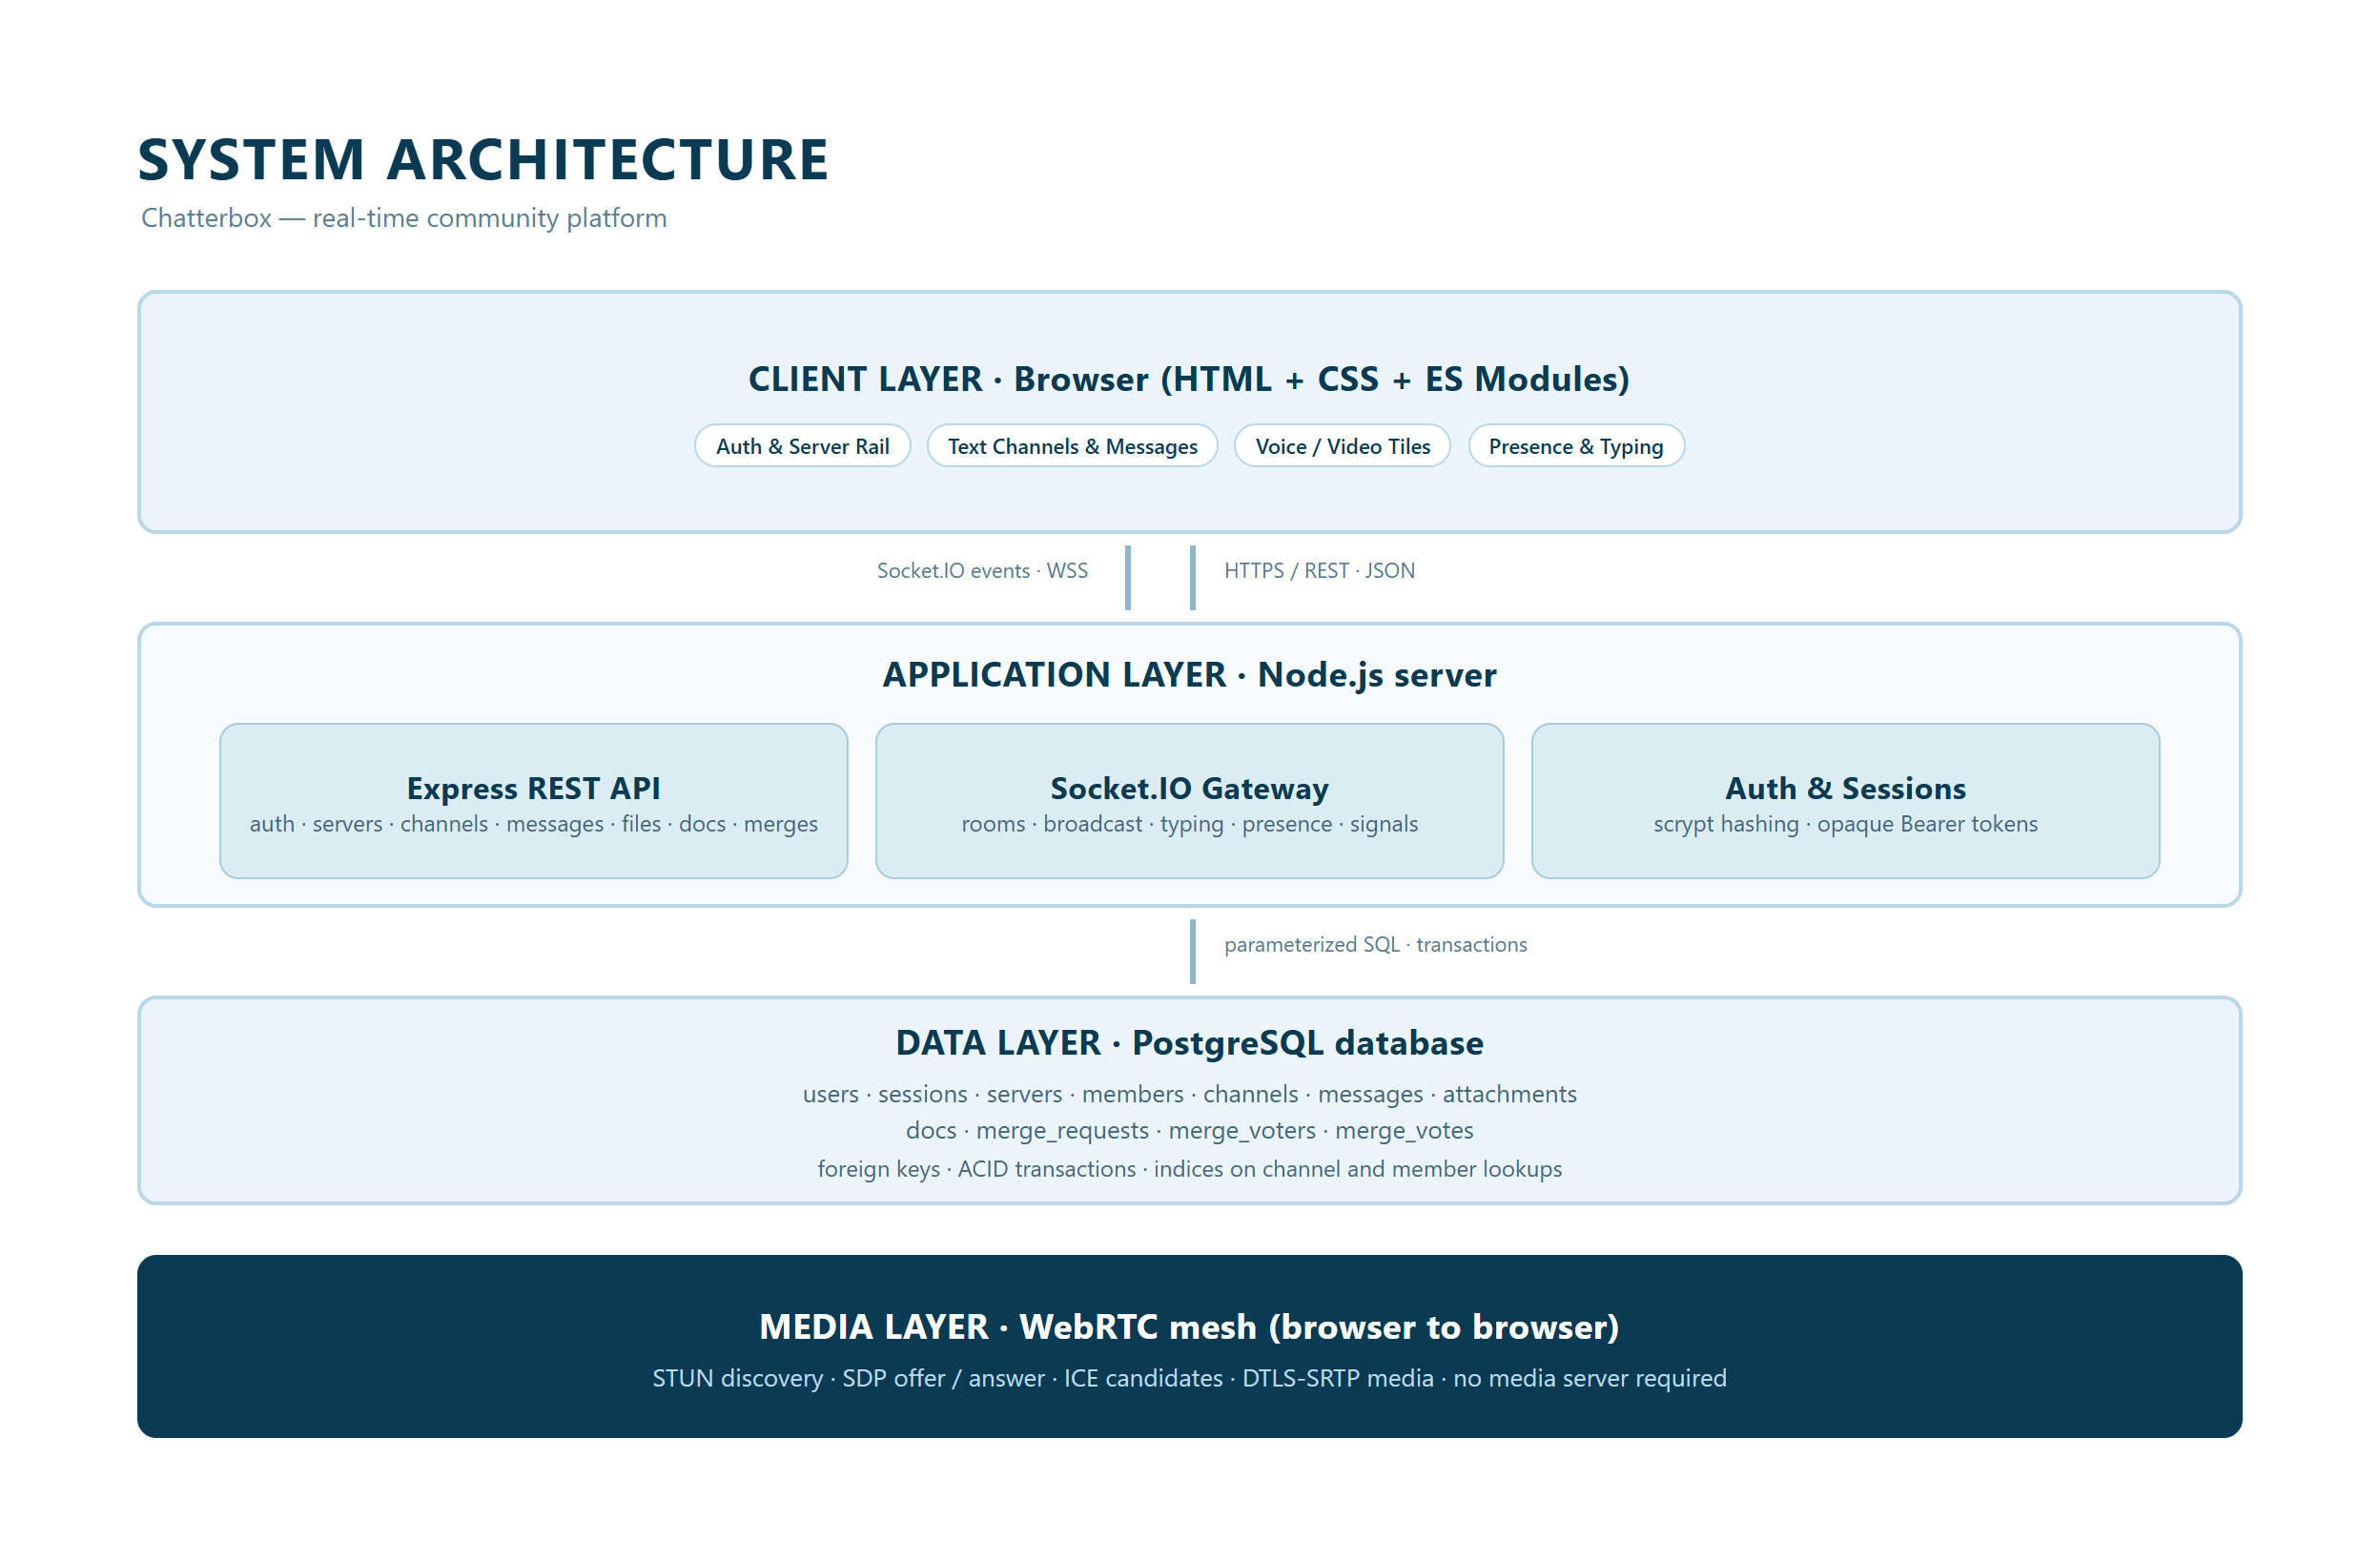 SYSTEM ARCHITECTURE
Chatterbox — real-time community platform
CLIENT LAYER · Browser (HTML + CSS + ES Modules)
Auth & Server Rail
Text Channels & Messages
Voice / Video Tiles
Presence & Typing
Socket.IO events · WSS
HTTPS / REST · JSON
APPLICATION LAYER · Node.js server
Express REST API
auth · servers · channels · messages · files · docs · merges
Socket.IO Gateway
rooms · broadcast · typing · presence · signals
Auth & Sessions
scrypt hashing · opaque Bearer tokens
parameterized SQL · transactions
DATA LAYER · PostgreSQL database
users · sessions · servers · members · channels · messages · attachments
docs · merge_requests · merge_voters · merge_votes
foreign keys · ACID transactions · indices on channel and member lookups
MEDIA LAYER · WebRTC mesh (browser to browser)
STUN discovery · SDP offer / answer · ICE candidates · DTLS-SRTP media · no media server required